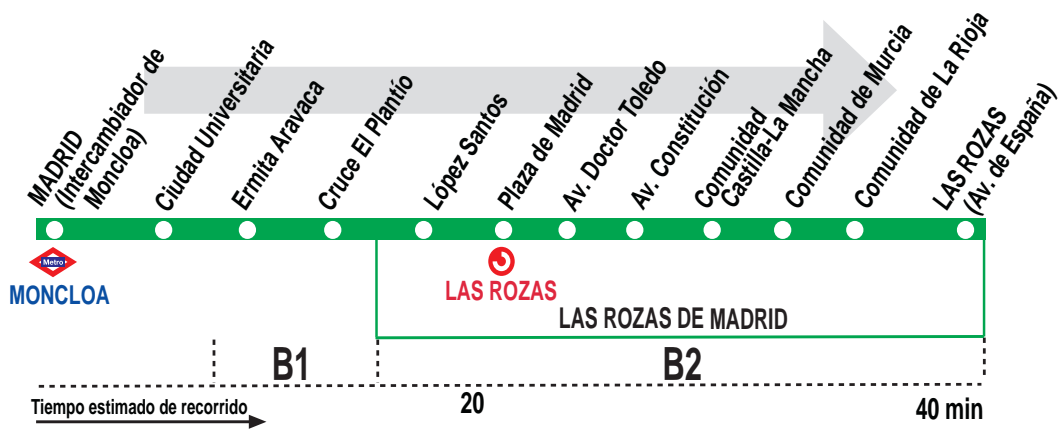 MADRID
(Intercambiador de
Moncloa)
Ciudad Universitaria
Ermita Aravaca
Cruce El Plantío
López Santos
Plaza de Madrid
Av. Doctor Toledo
Av. Constitución
Comunidad
Castilla-La Mancha
Comunidad de Murcia
Comunidad de La Rioja
LAS ROZAS
(Av. de España)
Metro
MONCLOA
LAS ROZAS
LAS ROZAS DE MADRID
B1
B2
Tiempo estimado de recorrido
20
40 min